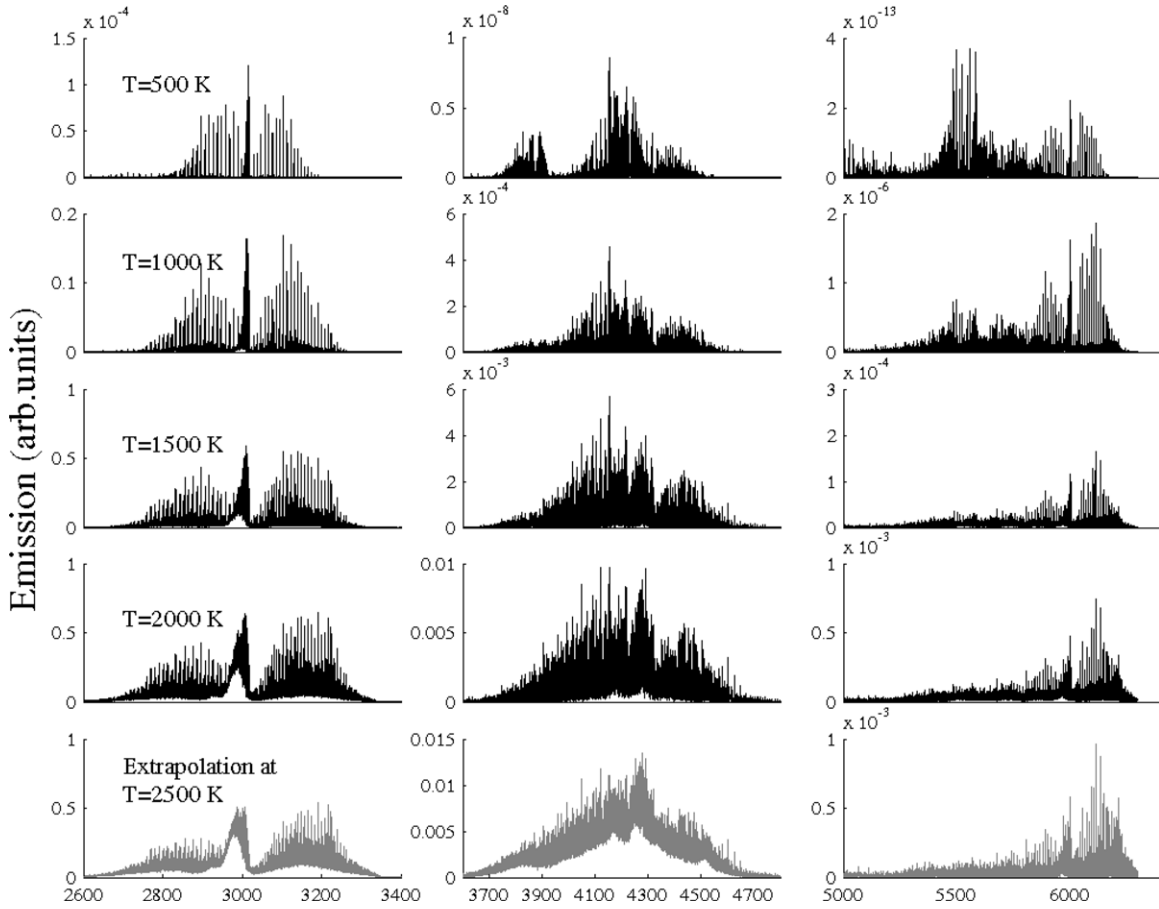 x 10⁻⁴ x 10⁻⁸ x 10⁻¹³
1.5 1 4
T=500 K
1
0.5 0.5 2
0 0 0
x 10⁻⁴ x 10⁻⁶
0.2 6 2
T=1000 K
4
0.1 1
2
0 0 0
x 10⁻³ x 10⁻⁴
1 6 3
T=1500 K
4 2
0.5
2 1
0 0 0
x 10⁻³
1 0.01 1
T=2000 K
0.5 0.005 0.5
0 0 0
x 10⁻³
1 0.015 1
Extrapolation at
T=2500 K
0.01
0.5 0.5
0.005
0 0 0
2600 2800 3000 3200 3400 3700 3900 4100 4300 4500 4700 5000 5500 6000
Emission (arb.units)